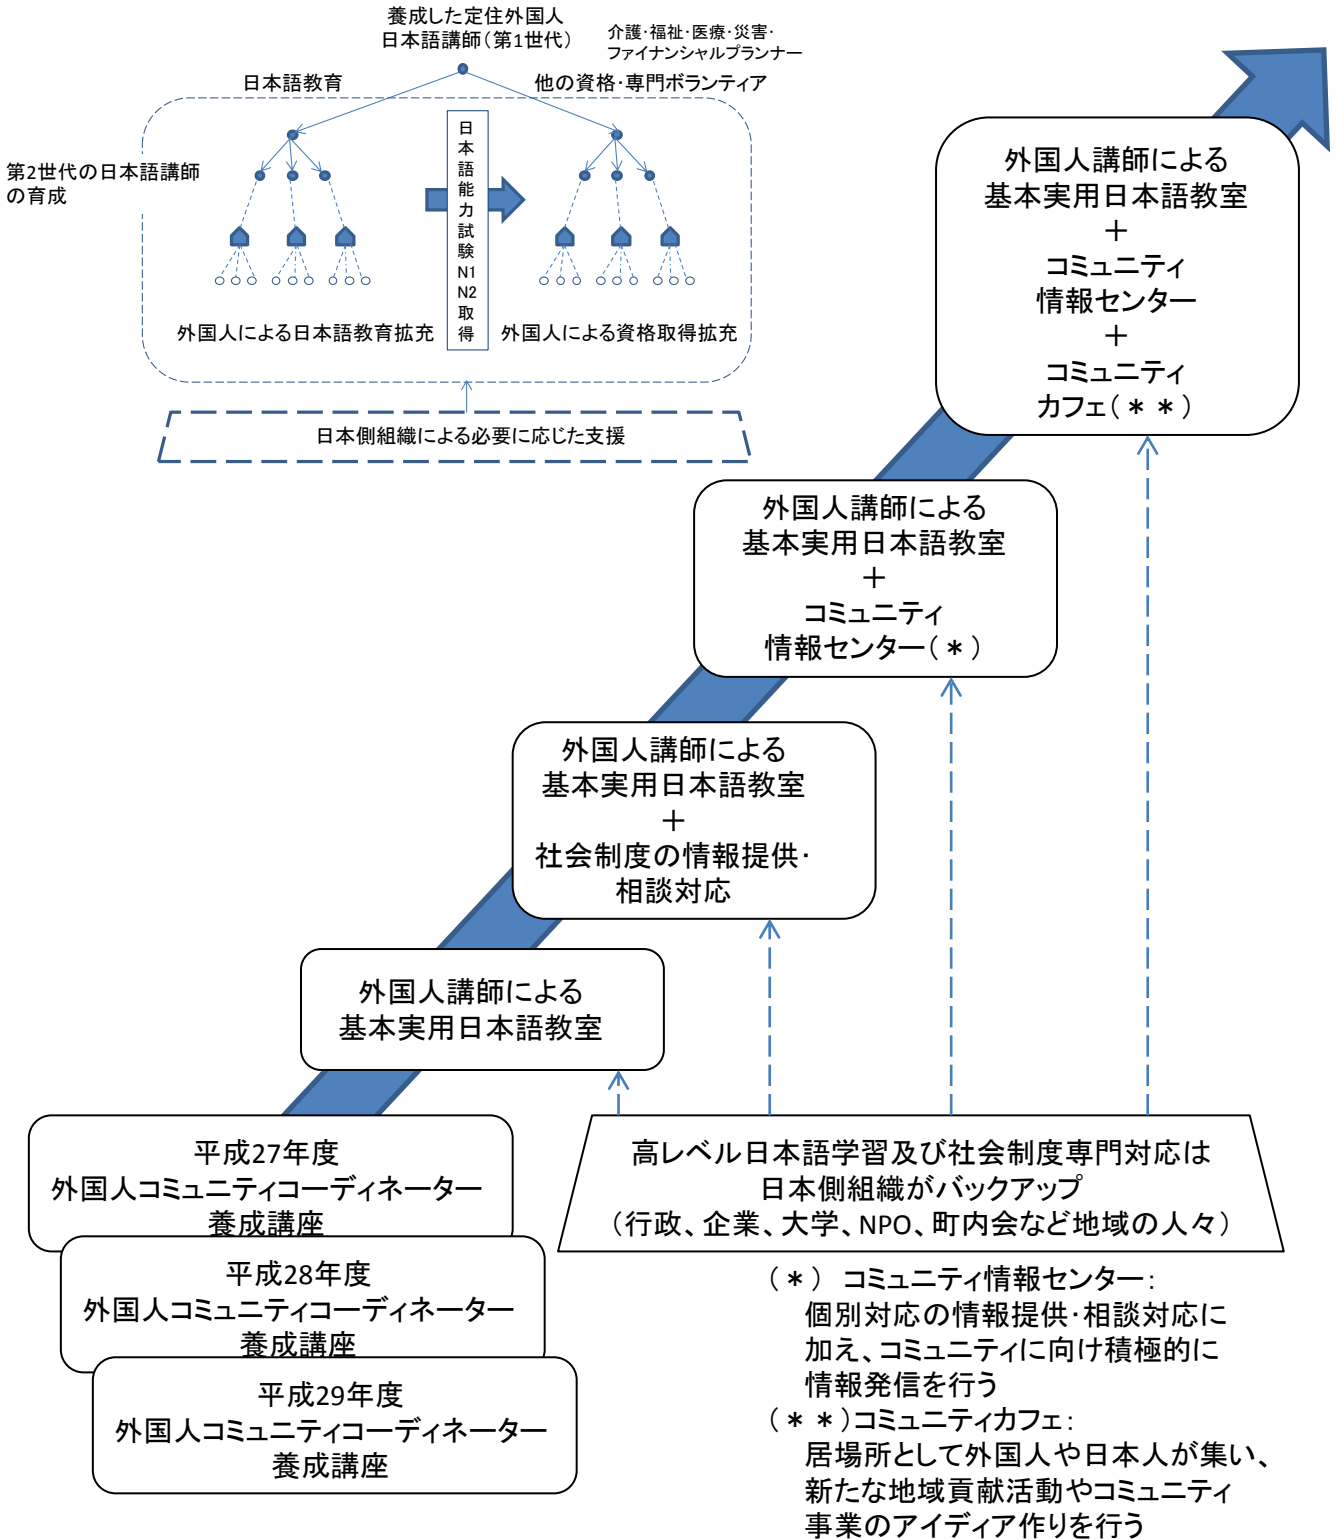 養成した定住外国人
日本語講師（第1世代）
介護・福祉・医療・災害・
ファイナンシャルプランナー
日本語教育
他の資格・専門ボランティア
第2世代の日本語講師
の育成
日本語能力試験N1N2取得
外国人による日本語教育拡充
外国人による資格取得拡充
日本側組織による必要に応じた支援
外国人講師による
基本実用日本語教室
＋
コミュニティ
情報センター
＋
コミュニティ
カフェ（＊＊）
外国人講師による
基本実用日本語教室
＋
コミュニティ
情報センター（＊）
外国人講師による
基本実用日本語教室
＋
社会制度の情報提供・
相談対応
外国人講師による
基本実用日本語教室
平成27年度
外国人コミュニティコーディネーター
養成講座
平成28年度
外国人コミュニティコーディネーター
養成講座
平成29年度
外国人コミュニティコーディネーター
養成講座
高レベル日本語学習及び社会制度専門対応は
日本側組織がバックアップ
（行政、企業、大学、NPO、町内会など地域の人々）
（＊） コミュニティ情報センター：
個別対応の情報提供・相談対応に
加え、コミュニティに向け積極的に
情報発信を行う
（＊＊）コミュニティカフェ：
居場所として外国人や日本人が集い、
新たな地域貢献活動やコミュニティ
事業のアイディア作りを行う